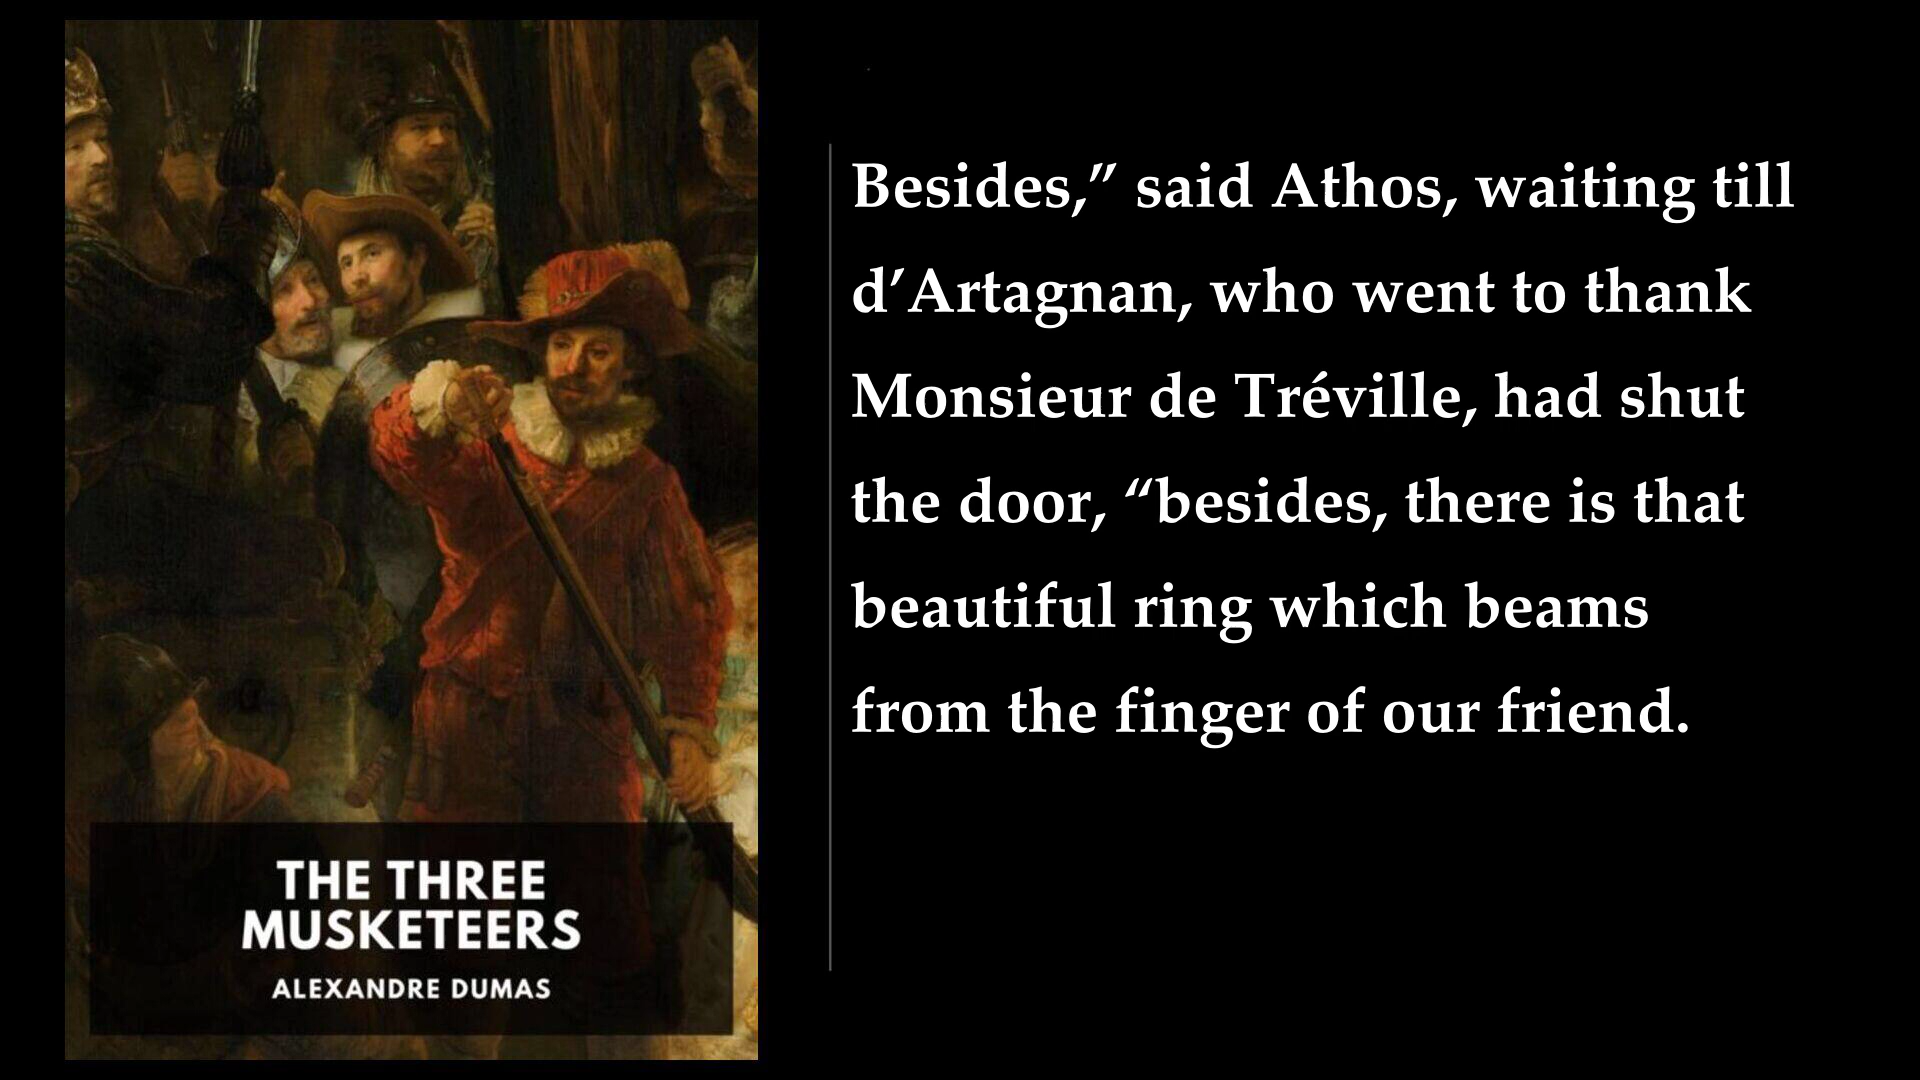 THE THREE
MUSKETEERS
ALEXANDRE DUMAS
Besides,” said Athos, waiting till
d’Artagnan, who went to thank
Monsieur de Tréville, had shut
the door, “besides, there is that
beautiful ring which beams
from the finger of our friend.